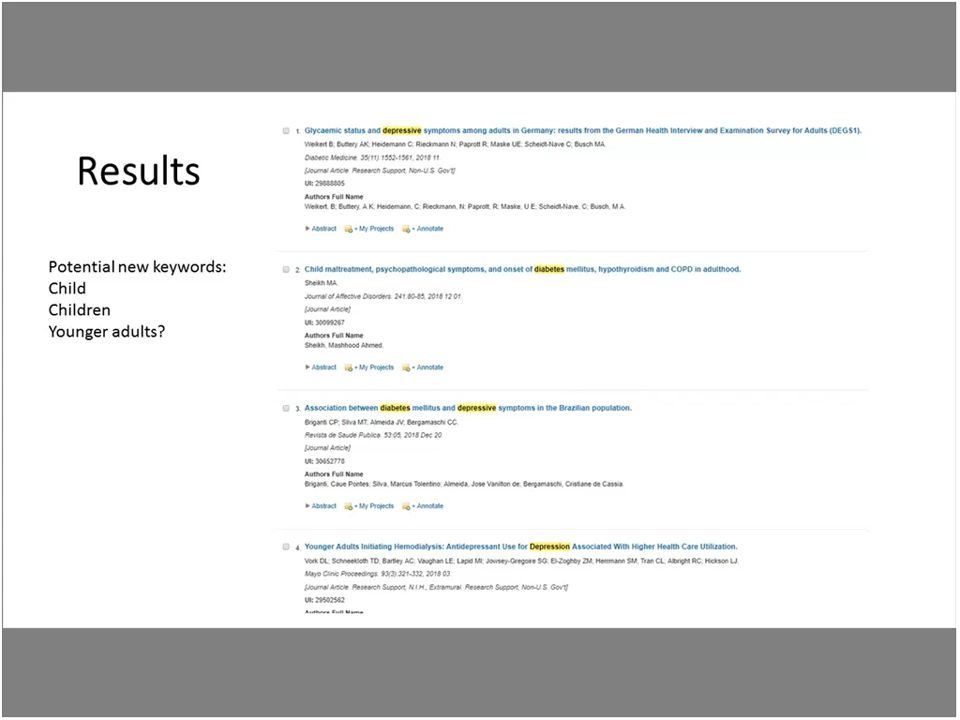 Results
Potential new keywords:
Child
Children
Younger adults?
1. Glycaemic status and depressive symptoms among adults in Germany: results from the German Health Interview and Examination Survey for Adults (DEGS1).
Weikert B; Buttery AK; Heidemann C; Rieckmann N; Paprott R; Maske UE; Scheidt-Nave C; Busch MA.
Diabetic Medicine. 35(11):1552-1561, 2018 11.
[Journal Article. Research Support, Non-U.S. Gov't]
UI: 29888805
Authors Full Name
Weikert, B; Buttery, A K; Heidemann, C; Rieckmann, N; Paprott, R; Maske, U E; Scheidt-Nave, C; Busch, M A.
Abstract + My Projects + Annotate
2. Child maltreatment, psychopathological symptoms, and onset of diabetes mellitus, hypothyroidism and COPD in adulthood.
Sheikh MA.
Journal of Affective Disorders. 241:80-85, 2018 12 01.
[Journal Article]
UI: 30099267
Authors Full Name
Sheikh, Mashhood Ahmed.
Abstract + My Projects + Annotate
3. Association between diabetes mellitus and depressive symptoms in the Brazilian population.
Briganti CP; Silva MT; Almeida JV; Bergamaschi CC.
Revista de Saude Publica. 53:05, 2018 Dec 20.
[Journal Article]
UI: 30652778
Authors Full Name
Briganti, Caue Pontes; Silva, Marcus Tolentino; Almeida, Jose Vanilton de; Bergamaschi, Cristiane de Cassia.
Abstract + My Projects + Annotate
4. Younger Adults Initiating Hemodialysis: Antidepressant Use for Depression Associated With Higher Health Care Utilization.
Vork DL; Schneekloth TD; Bartley AC; Vaughan LE; Lapid MI; Jowsey-Gregoire SG; El-Zoghby ZM; Herrmann SM; Tran CL; Albright RC; Hickson LJ.
Mayo Clinic Proceedings. 93(3):321-332, 2018 03.
[Journal Article. Research Support, N.I.H., Extramural. Research Support, Non-U.S. Gov't]
UI: 29502562
Authors Full Name